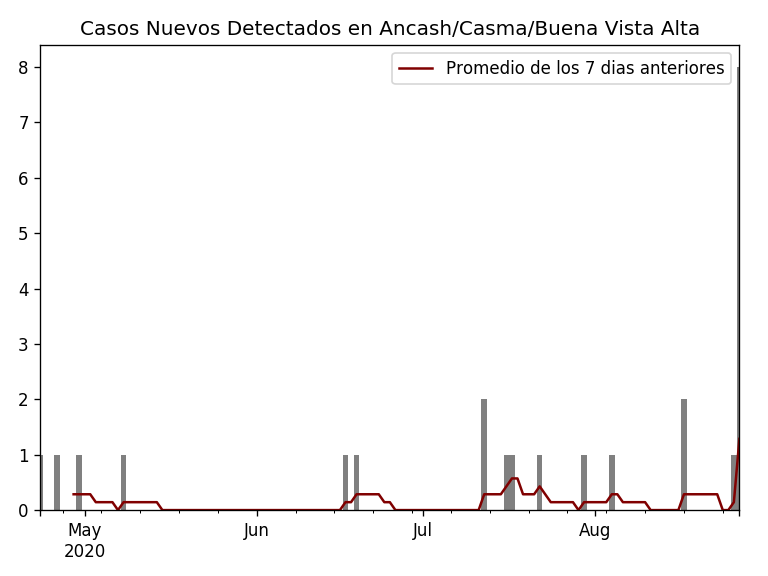 Casos Nuevos Detectados en Ancash/Casma/Buena Vista Alta
Promedio de los 7 dias anteriores
8
7
6
5
4
3
2
1
0
May
2020
Jun
Jul
Aug